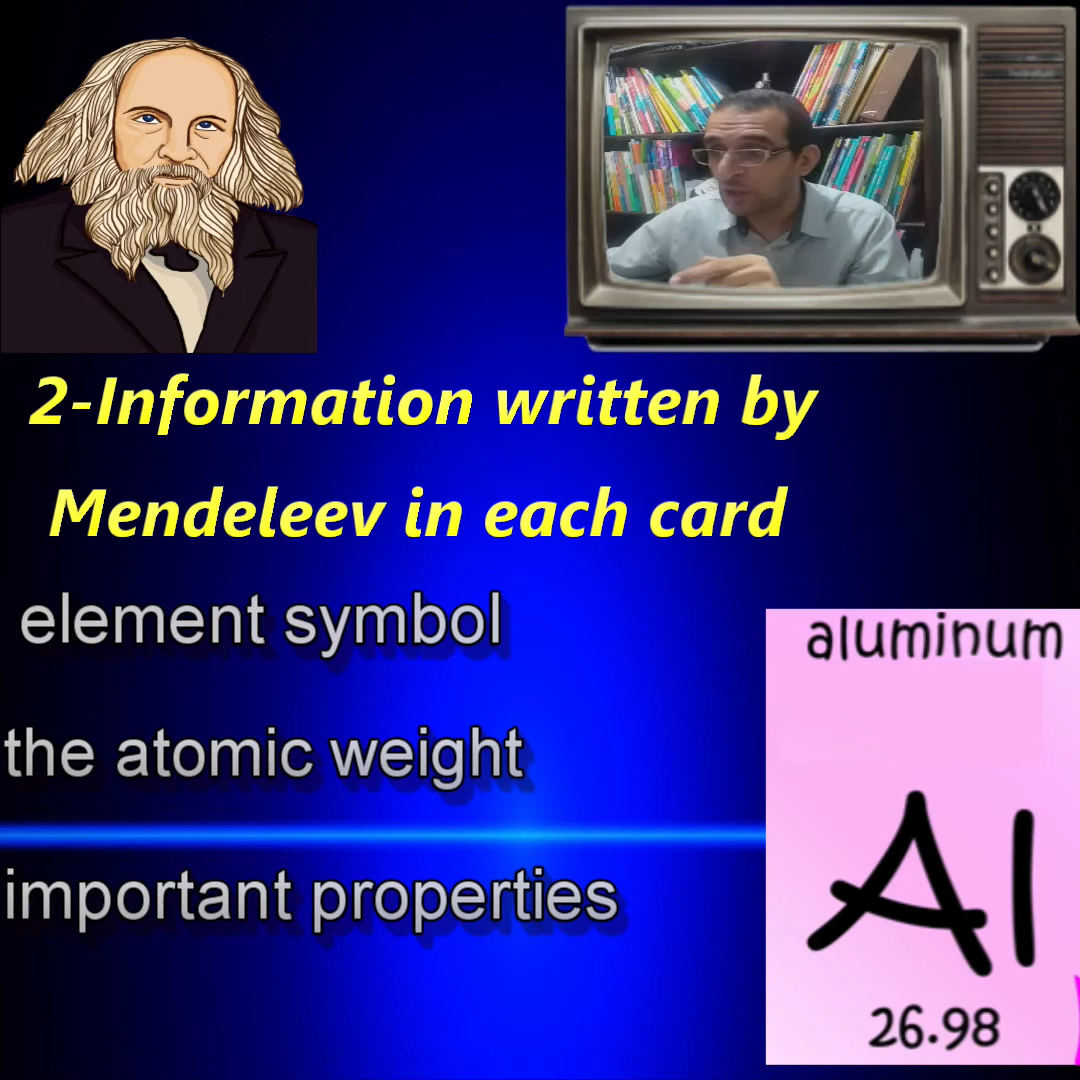 2-Information written by
Mendeleev in each card
element symbol
the atomic weight
important properties
aluminum
Al
26.98